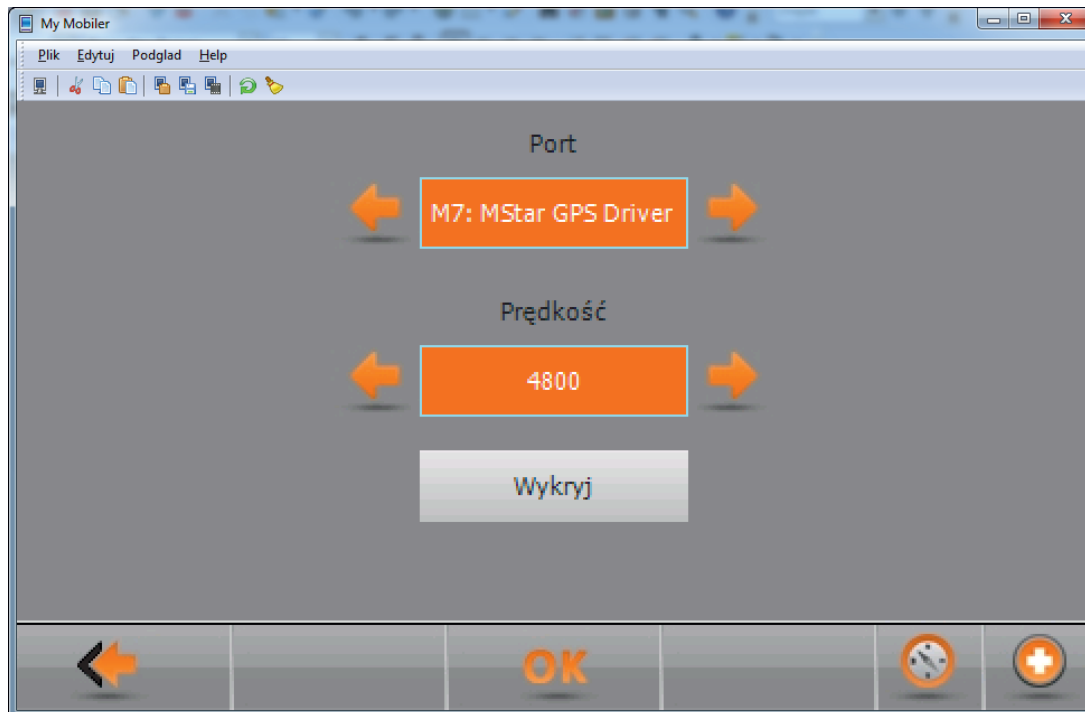 My Mobiler
Plik Edytuj Podglad Help
Port
M7: MStar GPS Driver
Prędkość
4800
Wykryj
OK